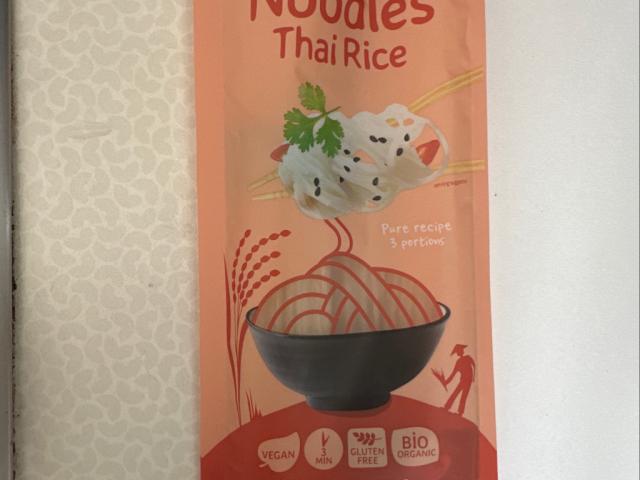 Noodles
Thai Rice
Pure recipe
3 portions
VEGAN
3
MIN
GLUTEN
FREE
BiO
ORGANIC